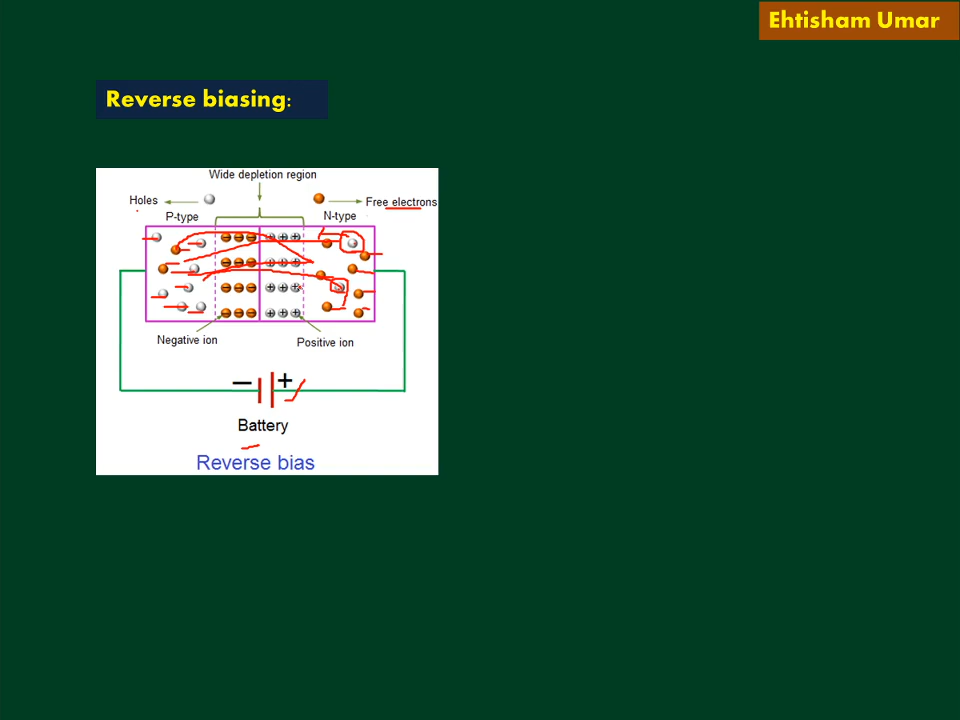 Ehtisham Umar
Reverse biasing:
Wide depletion region
Holes
Free electrons
P-type
N-type
Negative ion
Positive ion
− +
Battery
Reverse bias